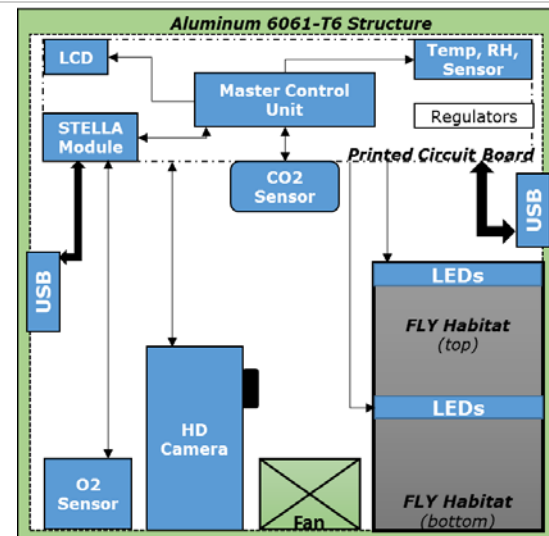 Aluminum 6061-T6 Structure
LCD
Temp, RH,
Sensor
Master Control
Unit
Regulators
STELLA
Module
Printed Circuit Board
CO2
Sensor
USB
USB
LEDs
FLY Habitat
(top)
LEDs
HD
Camera
O2
Sensor
Fan
FLY Habitat
(bottom)